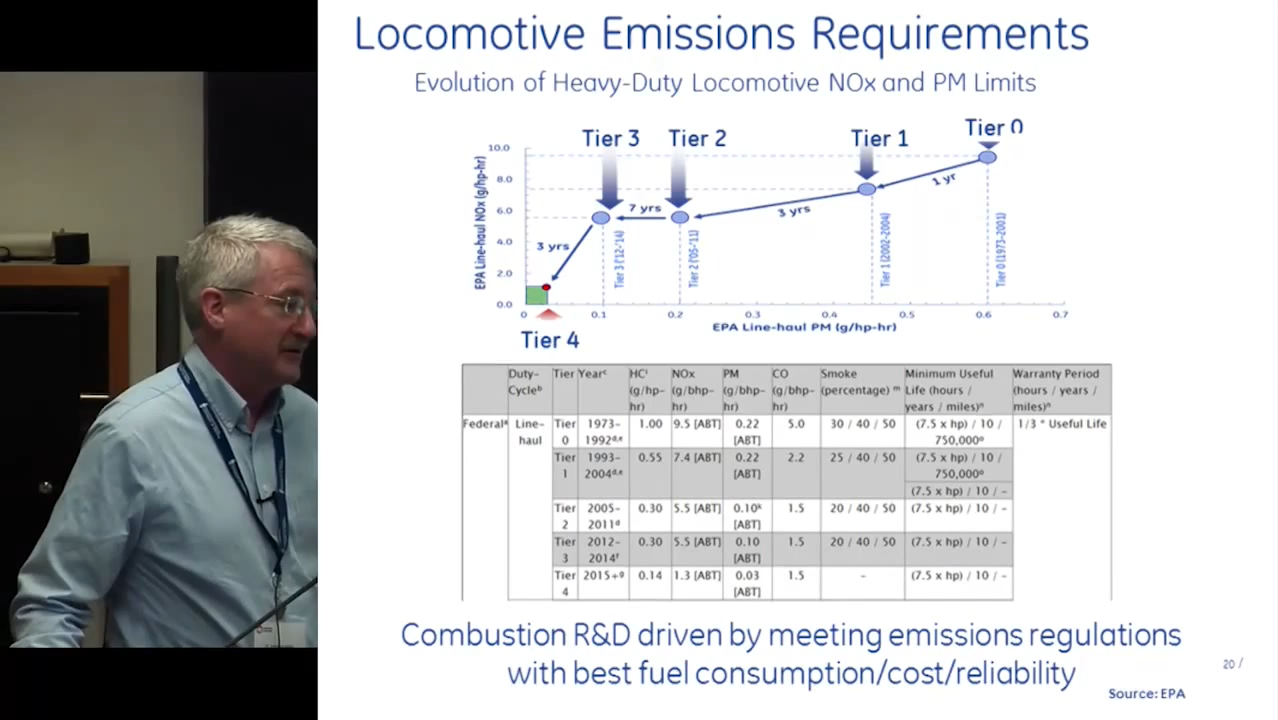 Locomotive Emissions Requirements
Evolution of Heavy-Duty Locomotive NOx and PM Limits
Tier 3
Tier 2
Tier 1
Tier 0
EPA Line-haul NOx (g/hp-hr)
10.0
8.0
6.0
4.0
2.0
0.0
1 yr
3 yrs
7 yrs
3 yrs
Tier 3 ('12-'14)
Tier 2 ('05-'11)
Tier 1 (2002-2004)
Tier 0 (1973-2001)
0 0.1 0.2 0.3 0.4 0.5 0.6 0.7
EPA Line-haul PM (g/hp-hr)
Tier 4
Duty-Cycleᵇ Tier Yearᶜ HCⁱ (g/hp-hr) NOx (g/bhp-hr) PM (g/bhp-hr) CO (g/bhp-hr) Smoke (percentage) ᵐ Minimum Useful Life (hours / years / miles)ⁿ Warranty Period (hours / years / miles)ⁿ
Federalᵃ Line-haul Tier 0 1973-1992ᵈ,ᵉ 1.00 9.5 [ABT] 0.22 [ABT] 5.0 30 / 40 / 50 (7.5 x hp) / 10 / 750,000ᵒ 1/3 * Useful Life
Tier 1 1993-2004ᵈ,ᵉ 0.55 7.4 [ABT] 0.22 [ABT] 2.2 25 / 40 / 50 (7.5 x hp) / 10 / 750,000ᵒ
(7.5 x hp) / 10 / -
Tier 2 2005-2011ᵈ 0.30 5.5 [ABT] 0.10ᵏ [ABT] 1.5 20 / 40 / 50 (7.5 x hp) / 10 / -
Tier 3 2012-2014ᶠ 0.30 5.5 [ABT] 0.10 [ABT] 1.5 20 / 40 / 50 (7.5 x hp) / 10 / -
Tier 4 2015+ᵍ 0.14 1.3 [ABT] 0.03 [ABT] 1.5 - (7.5 x hp) / 10 / -
Combustion R&D driven by meeting emissions regulations
with best fuel consumption/cost/reliability
20 /
Source: EPA